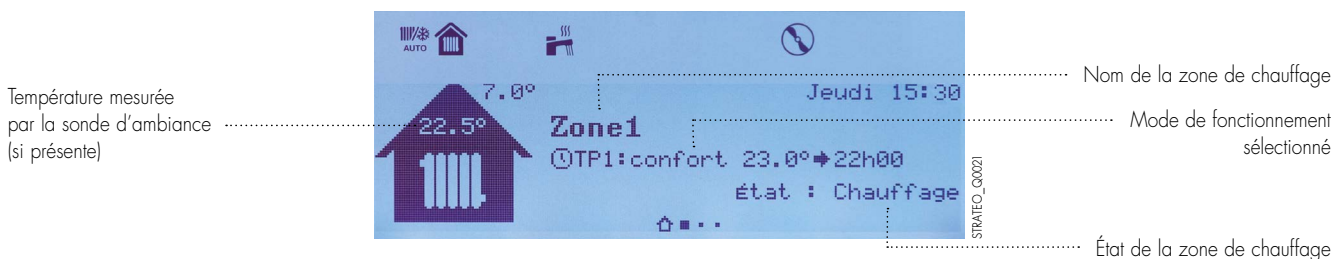 AUTO
Température mesurée
par la sonde d'ambiance
(si présente)
7.0°
Jeudi 15:30
22.5°
Zone1
TP1:confort 23.0°➔22h00
État : Chauffage
STRATEO_Q0021
Nom de la zone de chauffage
Mode de fonctionnement
sélectionné
État de la zone de chauffage